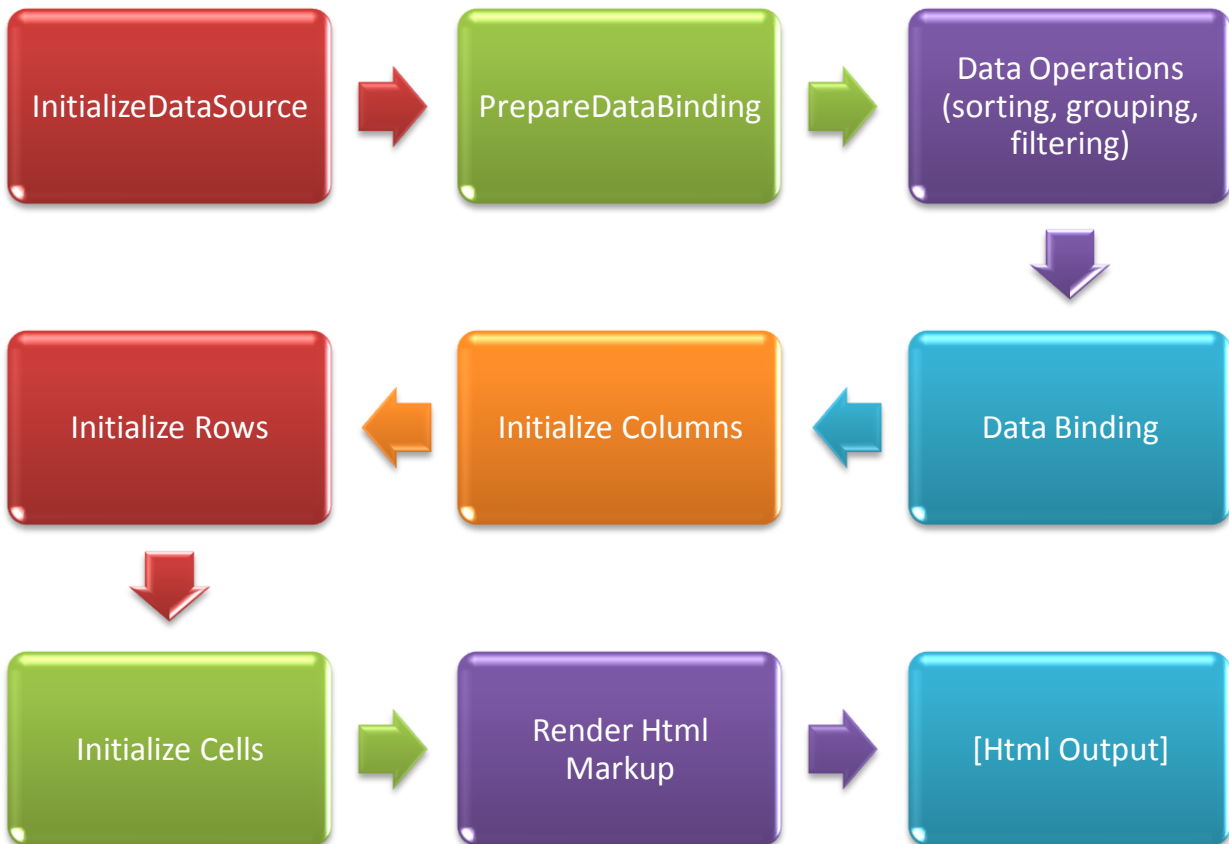 InitializeDataSource
PrepareDataBinding
Data Operations
(sorting, grouping,
filtering)
Data Binding
Initialize Columns
Initialize Rows
Initialize Cells
Render Html
Markup
[Html Output]